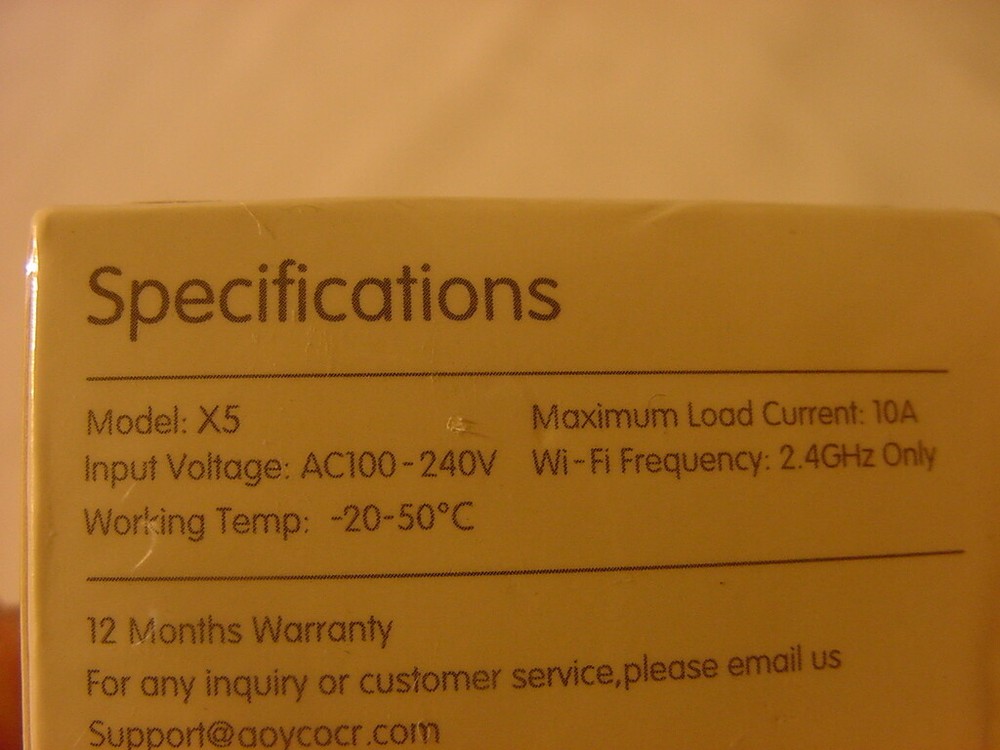 Specifications
Model: X5
Maximum Load Current: 10A
Input Voltage: AC100-240V
Wi-Fi Frequency: 2.4GHz Only
Working Temp: -20-50°C
12 Months Warranty
For any inquiry or customer service,please email us
Support@aoycocr.com